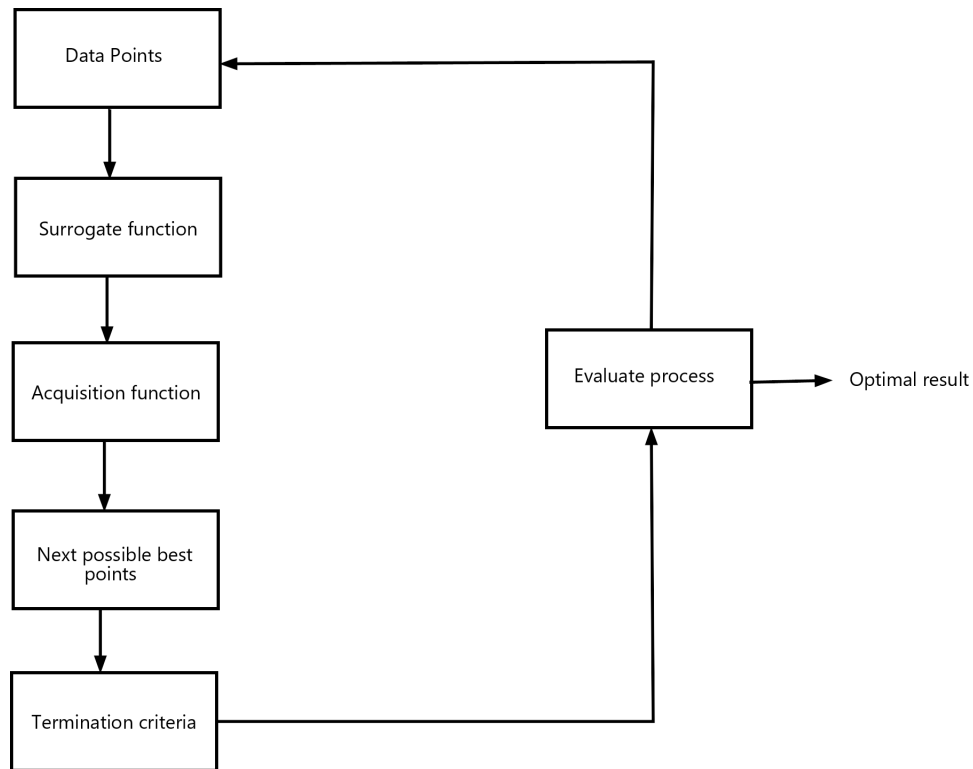 Data Points
Surrogate function
Acquisition function
Next possible best
points
Termination criteria
Evaluate process
Optimal result